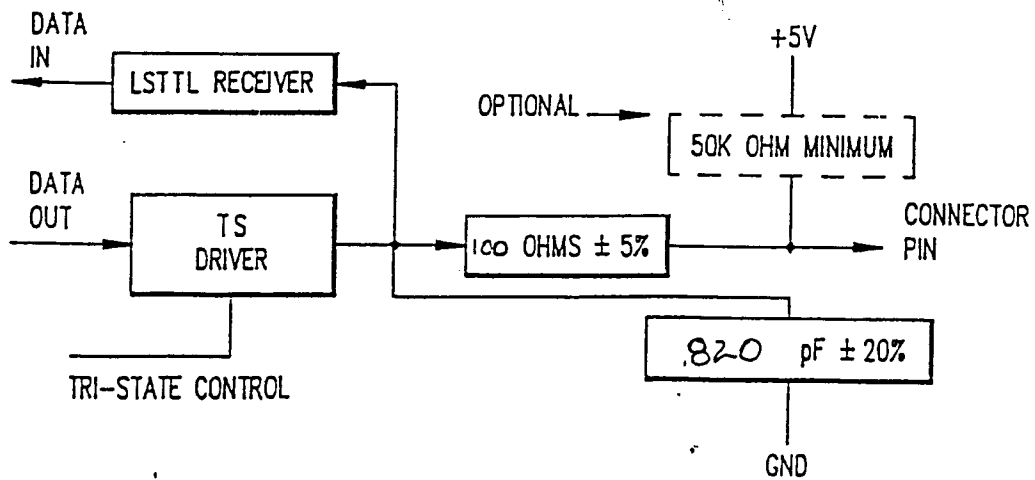 DATA
IN
LSTTL RECEIVER
+5V
OPTIONAL
50K OHM MINIMUM
DATA
OUT
TS
DRIVER
100 OHMS ± 5%
CONNECTOR
PIN
.820 pF ± 20%
TRI-STATE CONTROL
GND